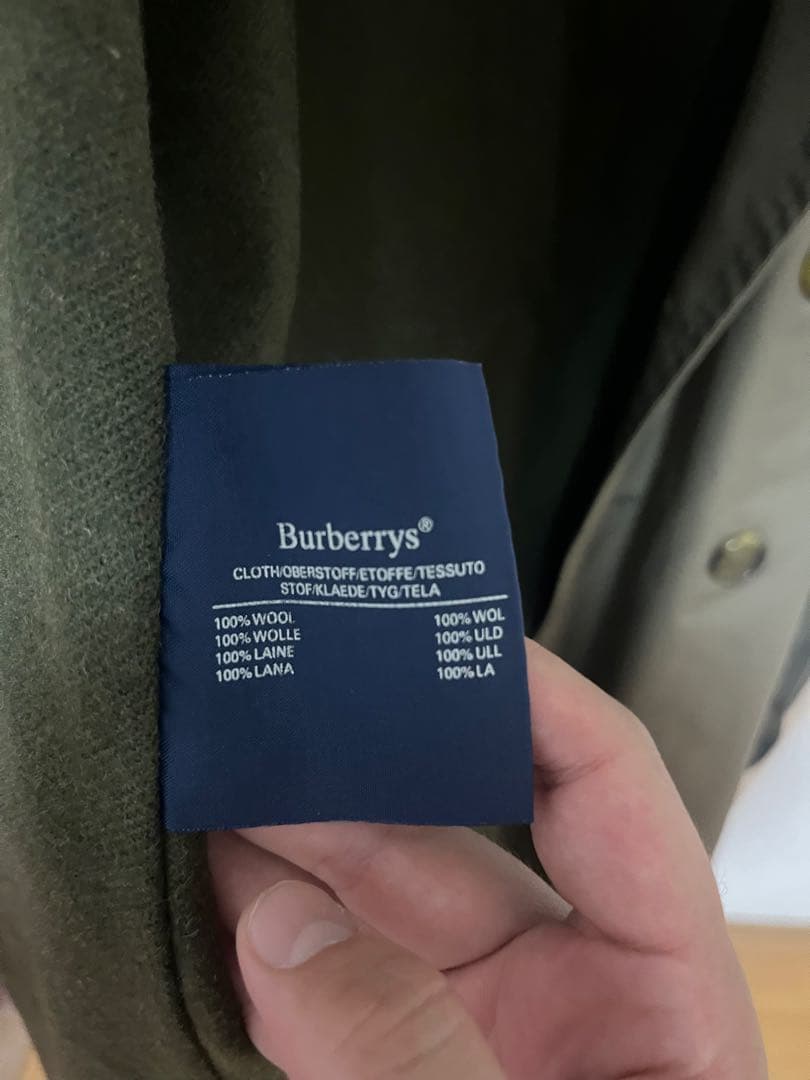 Burberrys®
CLOTH/OBERSTOFF/ETOFFE/TESSUTO
STOF/KLAEDE/TYG/TELA
100% WOOL 100% WOL
100% WOLLE 100% ULD
100% LAINE 100% ULL
100% LANA 100% LA